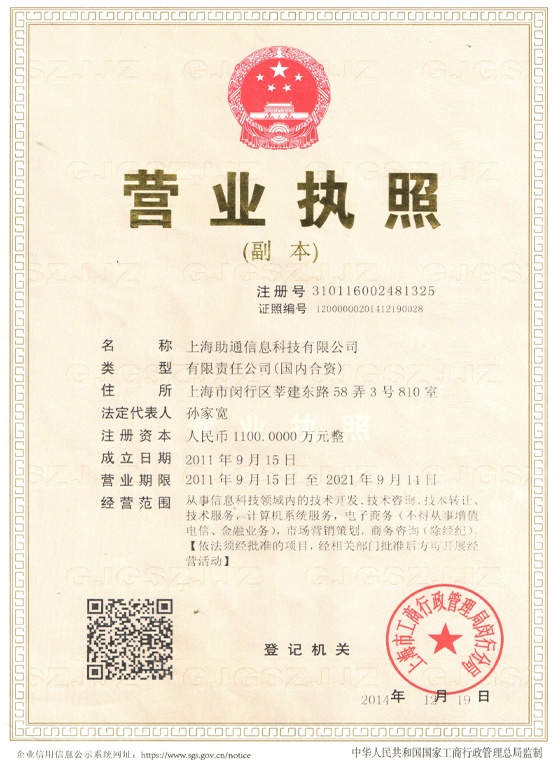 营业执照
(副 本)
注册号 310116002481325
证照编号 12000000201412190028
名 称 上海助通信息科技有限公司
类 型 有限责任公司(国内合资)
住 所 上海市闵行区莘建东路58弄3号810室
法定代表人 孙家宽
注册资本 人民币1100.0000万元整
成立日期 2011年9月15日
营业期限 2011年9月15日 至 2021年9月14日
经营范围 从事信息科技领域内的技术开发、技术咨询、技术转让、
技术服务，计算机系统服务，电子商务（不得从事增值
电信、金融业务），市场营销策划，商务咨询（除经纪）。
【依法须经批准的项目，经相关部门批准后方可开展经
营活动】
登记机关
上海市工商行政管理局闵行分局
2014年 12月 19日
企业信用信息公示系统网址：https://www.sgs.gov.cn/notice
中华人民共和国国家工商行政管理总局监制